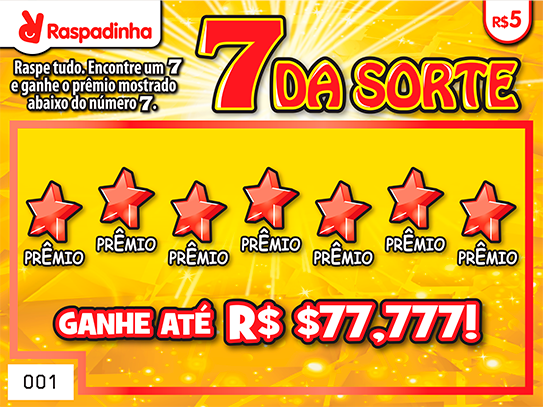 Raspadinha
R$5
Raspe tudo. Encontre um 7
e ganhe o prêmio mostrado
abaixo do número 7.
7 DA SORTE
PRÊMIO PRÊMIO PRÊMIO PRÊMIO PRÊMIO PRÊMIO PRÊMIO
GANHE ATÉ R$ $77,777!
001